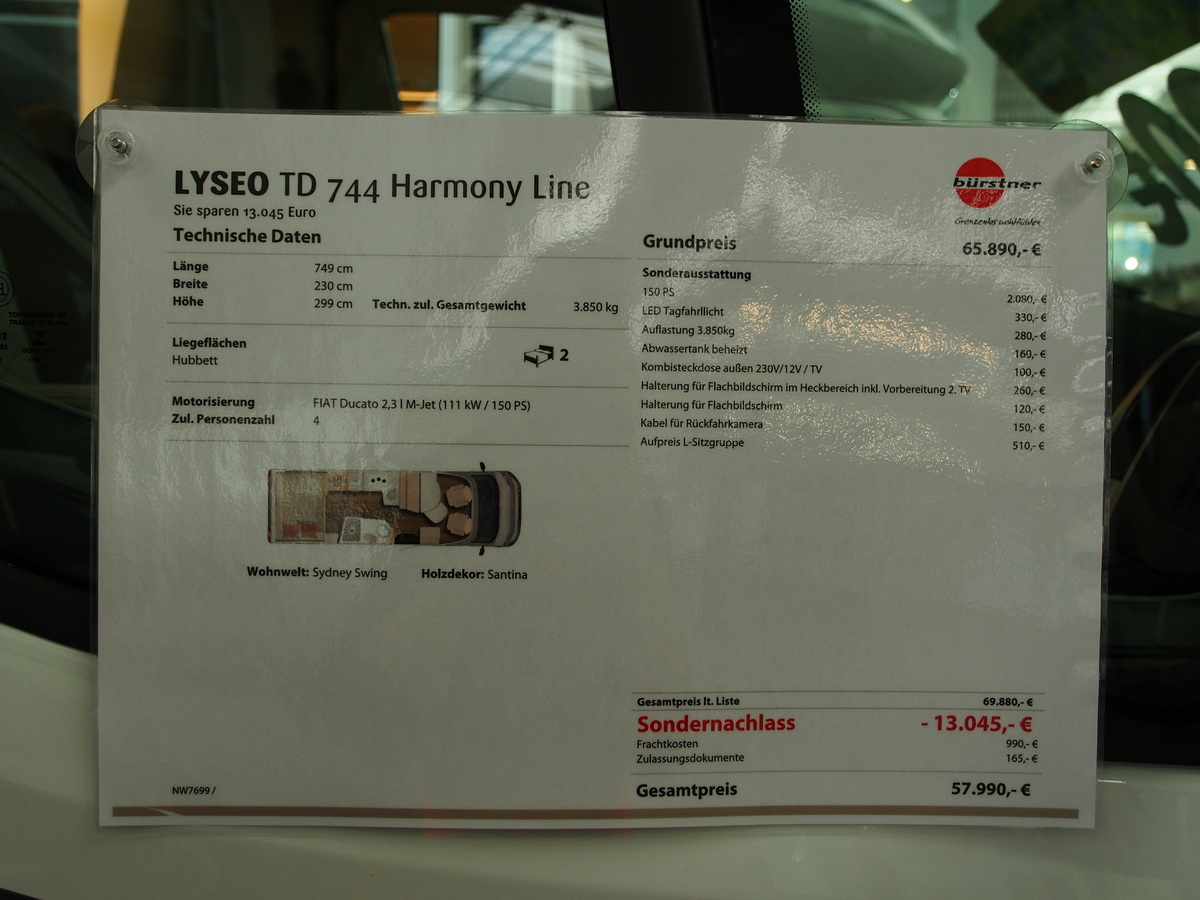 LYSEO TD 744 Harmony Line
Sie sparen 13.045 Euro
bürstner
Grenzenlos wohlfühlen
Technische Daten
Länge 749 cm
Breite 230 cm
Höhe 299 cm Techn. zul. Gesamtgewicht 3.850 kg
Liegeflächen
Hubbett 2
Motorisierung FIAT Ducato 2,3 l M-Jet (111 kW / 150 PS)
Zul. Personenzahl 4
Wohnwelt: Sydney Swing Holzdekor: Santina
NW7699 /
Grundpreis 65.890,- €
Sonderausstattung
150 PS 2.080,- €
LED Tagfahrlicht 330,- €
Auflastung 3.850kg 280,- €
Abwassertank beheizt 160,- €
Kombisteckdose außen 230V/12V / TV 100,- €
Halterung für Flachbildschirm im Heckbereich inkl. Vorbereitung 2. TV 260,- €
Halterung für Flachbildschirm 120,- €
Kabel für Rückfahrkamera 150,- €
Aufpreis L-Sitzgruppe 510,- €
Gesamtpreis lt. Liste 69.880,- €
Sondernachlass - 13.045,- €
Frachtkosten 990,- €
Zulassungsdokumente 165,- €
Gesamtpreis 57.990,- €